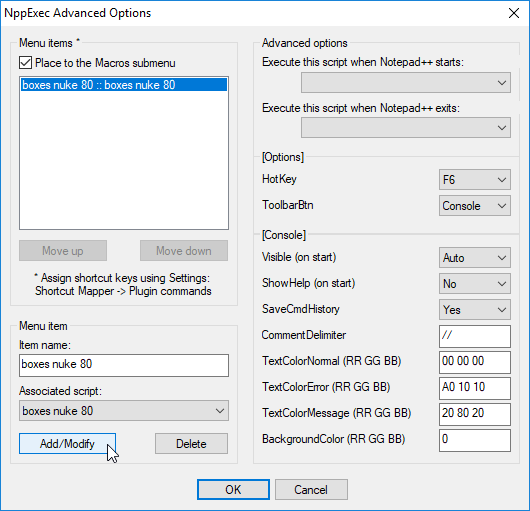 NppExec Advanced Options
Menu items *
Place to the Macros submenu
boxes nuke 80 :: boxes nuke 80
Move up
Move down
* Assign shortcut keys using Settings:
Shortcut Mapper -> Plugin commands
Menu item
Item name:
boxes nuke 80
Associated script:
boxes nuke 80
Add/Modify
Delete
Advanced options
Execute this script when Notepad++ starts:
Execute this script when Notepad++ exits:
[Options]
HotKey
F6
ToolbarBtn
Console
[Console]
Visible (on start)
Auto
ShowHelp (on start)
No
SaveCmdHistory
Yes
CommentDelimiter
//
TextColorNormal (RR GG BB)
00 00 00
TextColorError (RR GG BB)
A0 10 10
TextColorMessage (RR GG BB)
20 80 20
BackgroundColor (RR GG BB)
0
OK
Cancel